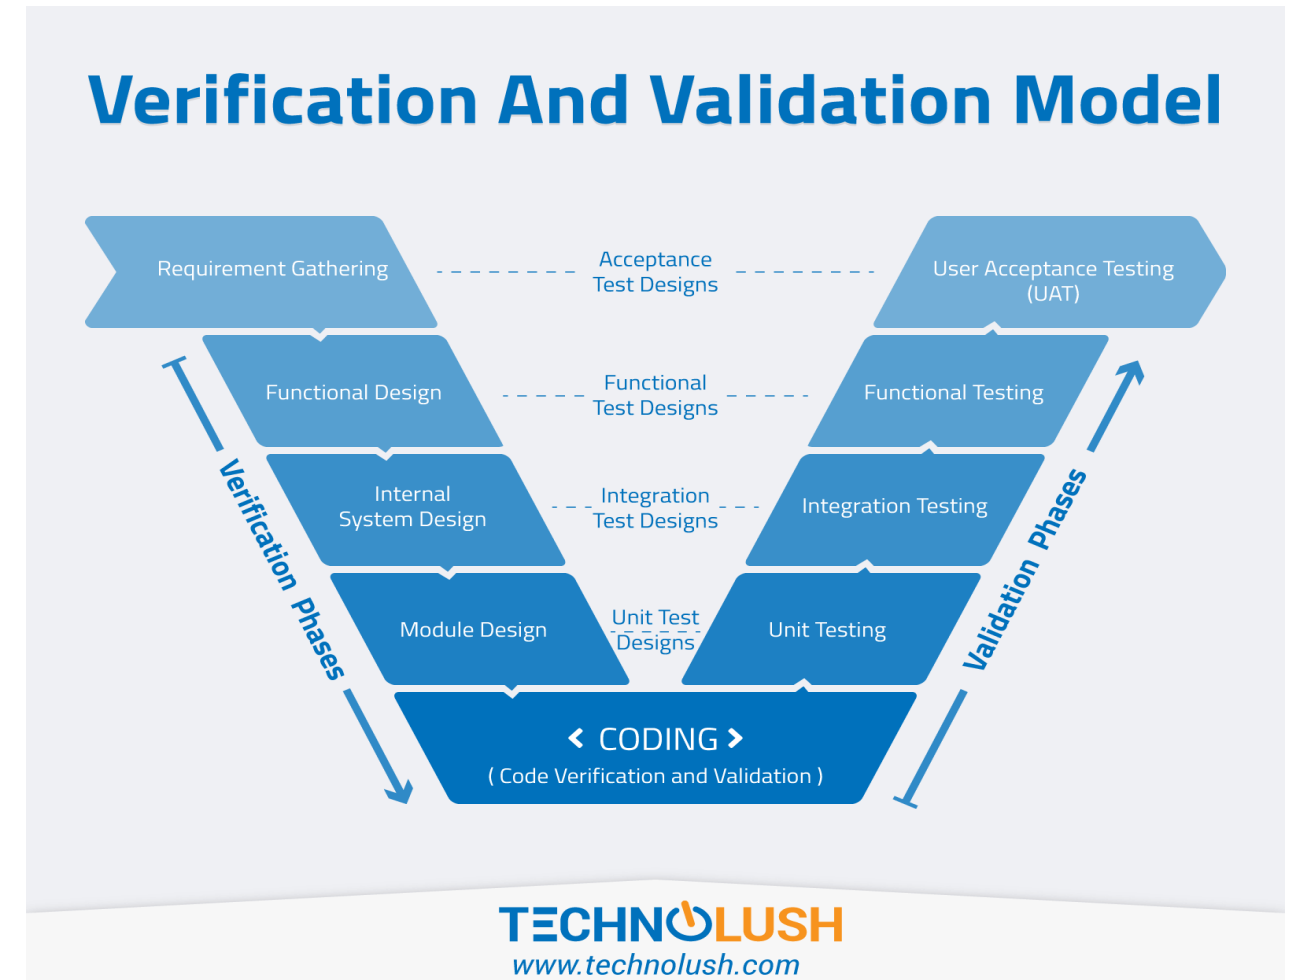 Verification And Validation Model
Requirement Gathering
Acceptance
Test Designs
User Acceptance Testing
(UAT)
Functional Design
Functional
Test Designs
Functional Testing
Internal
System Design
Integration
Test Designs
Integration Testing
Module Design
Unit Test
Designs
Unit Testing
Verification Phases
Validation Phases
< CODING >
( Code Verification and Validation )
TECHNOLUSH
www.technolush.com